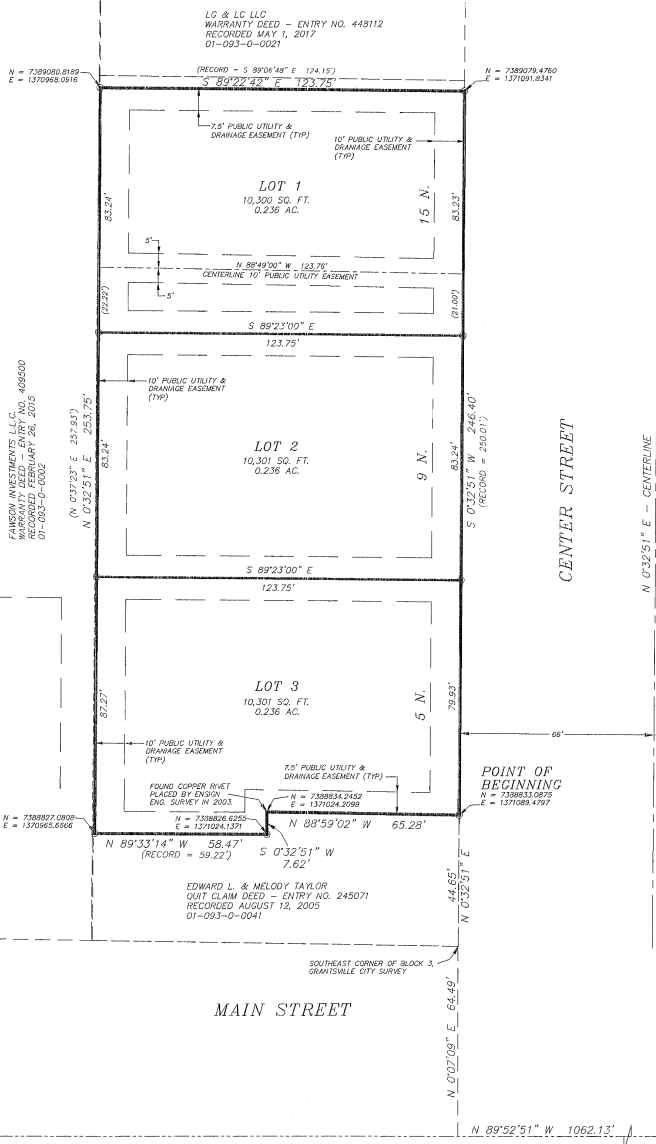 LG & LC LLC
WARRANTY DEED – ENTRY NO. 448112
RECORDED MAY 1, 2017
01-093-0-0021
N = 7389080.8189
E = 1370968.0916
(RECORD – S 89°06'48" E 124.15')
S 89°22'42" E 123.75'
N = 7389079.4760
E = 1371091.8341
7.5' PUBLIC UTILITY &
DRAINAGE EASEMENT (TYP)
10' PUBLIC UTILITY &
DRANIAGE EASEMENT
(TYP)
LOT 1
10,300 SQ. FT.
0.236 AC.
15 N.
83.24'
83.23'
5'
N 88°49'00" W 123.76'
CENTERLINE 10' PUBLIC UTILITY EASEMENT
5'
(22.22')
(21.00')
S 89°23'00" E
123.75'
10' PUBLIC UTILITY &
DRANIAGE EASEMENT
(TYP)
FAWSON INVESTMENTS L.L.C.
WARRANTY DEED – ENTRY NO. 409500
RECORDED FEBRUARY 26, 2015
01-093-0-0002
(N 0°37'23" E 257.93')
N 0°32'51" E 253.75'
83.24'
LOT 2
10,301 SQ. FT.
0.236 AC.
9 N.
83.24'
S 0°32'51" W 246.40'
(RECORD = 250.01')
CENTER STREET
N 0°32'51" E – CENTERLINE
S 89°23'00" E
123.75'
87.27'
LOT 3
10,301 SQ. FT.
0.236 AC.
5 N.
79.93'
66'
10' PUBLIC UTILITY &
DRAINAGE EASEMENT
(TYP)
7.5' PUBLIC UTILITY &
DRAINAGE EASEMENT (TYP)
POINT OF
BEGINNING
N = 7388833.0875
E = 1371089.4797
FOUND COPPER RIVET
PLACED BY ENSIGN
ENG. SURVEY IN 2003.
N = 7388834.2452
E = 1371024.2099
N = 7388827.0808
E = 1370965.6666
N = 7388826.6255
E = 1371024.1371
N 88°59'02" W 65.28'
N 89°33'14" W 58.47'
(RECORD = 59.22')
S 0°32'51" W
7.62'
44.65'
N 0°32'51" E
EDWARD L. & MELODY TAYLOR
QUIT CLAIM DEED – ENTRY NO. 245071
RECORDED AUGUST 12, 2005
01-093-0-0041
SOUTHEAST CORNER OF BLOCK 3,
GRANTSVILLE CITY SURVEY
MAIN STREET
N 0°07'09" E 64.49'
N 89°52'51" W 1062.13'